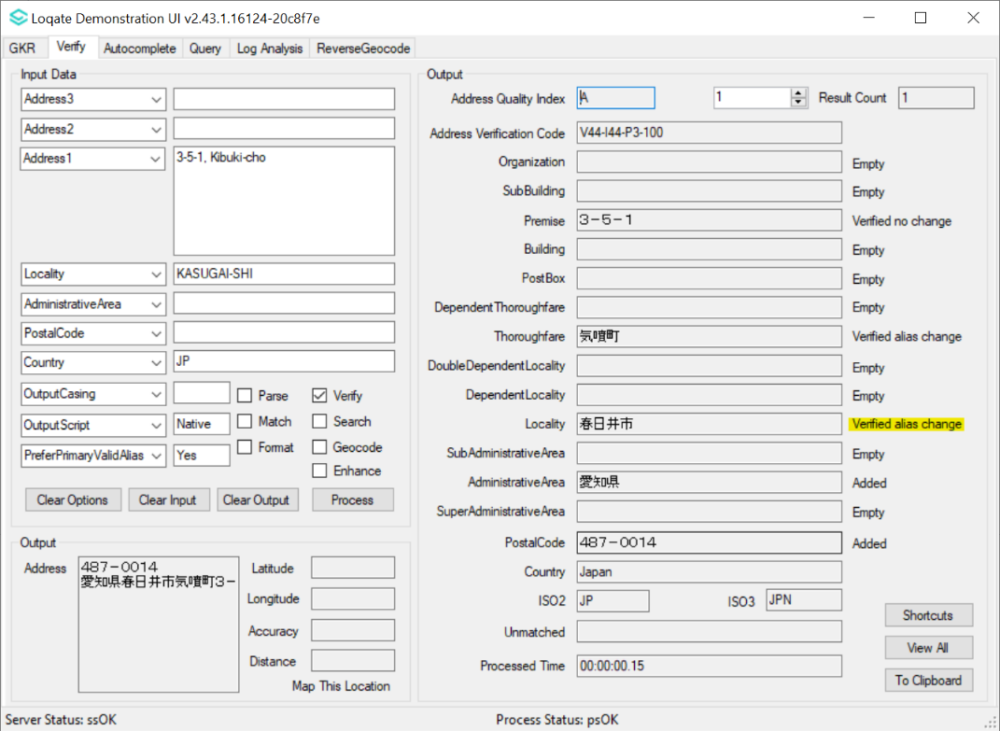 Loqate Demonstration UI v2.43.1.16124-20c8f7e
GKR Verify Autocomplete Query Log Analysis ReverseGeocode
Input Data
Address3
Address2
Address1 3-5-1, Kibuki-cho
Locality KASUGAI-SHI
AdministrativeArea
PostalCode
Country JP
OutputCasing Parse Verify
OutputScript Native Match Search
PreferPrimaryValidAlias Yes Format Geocode
Enhance
Clear Options Clear Input Clear Output Process
Output
Address 487－0014
愛知県春日井市気噴町3－
Latitude
Longitude
Accuracy
Distance
Map This Location
Output
Address Quality Index A 1 Result Count 1
Address Verification Code V44-I44-P3-100
Organization Empty
SubBuilding Empty
Premise 3－5－1 Verified no change
Building Empty
PostBox Empty
DependentThoroughfare Empty
Thoroughfare 気噴町 Verified alias change
DoubleDependentLocality Empty
DependentLocality Empty
Locality 春日井市 Verified alias change
SubAdministrativeArea Empty
AdministrativeArea 愛知県 Added
SuperAdministrativeArea Empty
PostalCode 487－0014 Added
Country Japan
ISO2 JP ISO3 JPN
Unmatched
Processed Time 00:00:00.15
Shortcuts
View All
To Clipboard
Server Status: ssOK Process Status: psOK